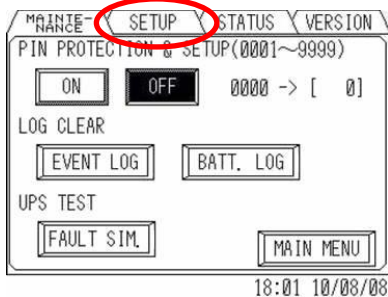 MAINTE-
NANCE SETUP STATUS VERSION
PIN PROTECTION & SETUP(0001～9999)
ON OFF 0000 -> [ 0]
LOG CLEAR
EVENT LOG BATT. LOG
UPS TEST
FAULT SIM.
MAIN MENU
18:01 10/08/08